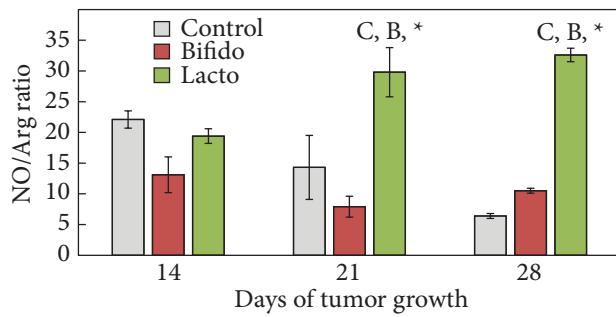 Control
Bifido
Lacto
C, B, *
C, B, *
NO/Arg ratio
35
30
25
20
15
10
5
0
14
21
28
Days of tumor growth